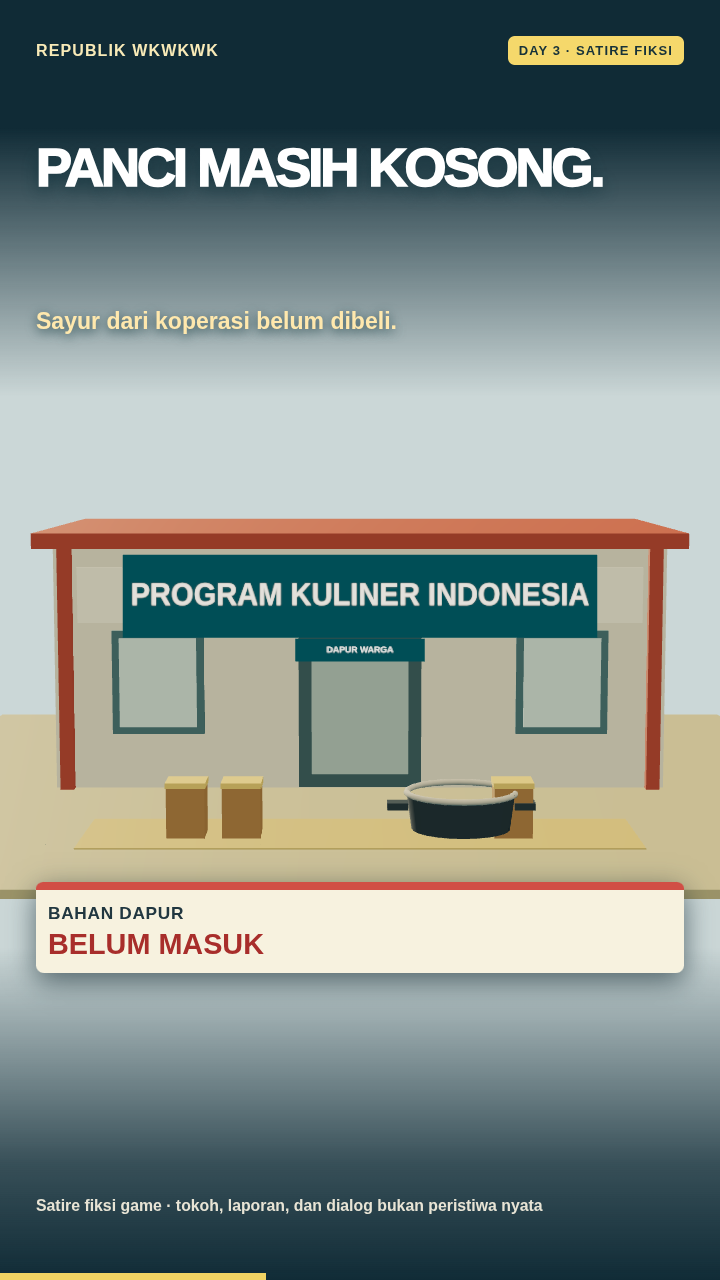 REPUBLIK WKWKWK
DAY 3 · SATIRE FIKSI
PANCI MASIH KOSONG.
Sayur dari koperasi belum dibeli.
PROGRAM KULINER INDONESIA
DAPUR WARGA
BAHAN DAPUR
BELUM MASUK
Satire fiksi game · tokoh, laporan, dan dialog bukan peristiwa nyata